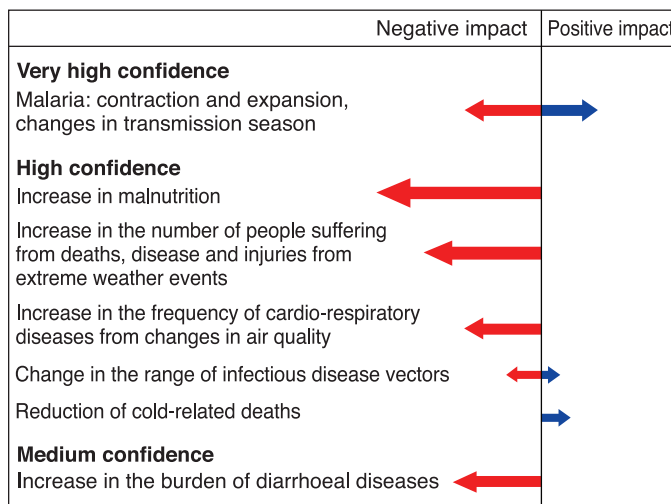 Negative impact Positive impact
Very high confidence
Malaria: contraction and expansion,
changes in transmission season
High confidence
Increase in malnutrition
Increase in the number of people suffering
from deaths, disease and injuries from
extreme weather events
Increase in the frequency of cardio-respiratory
diseases from changes in air quality
Change in the range of infectious disease vectors
Reduction of cold-related deaths
Medium confidence
Increase in the burden of diarrhoeal diseases